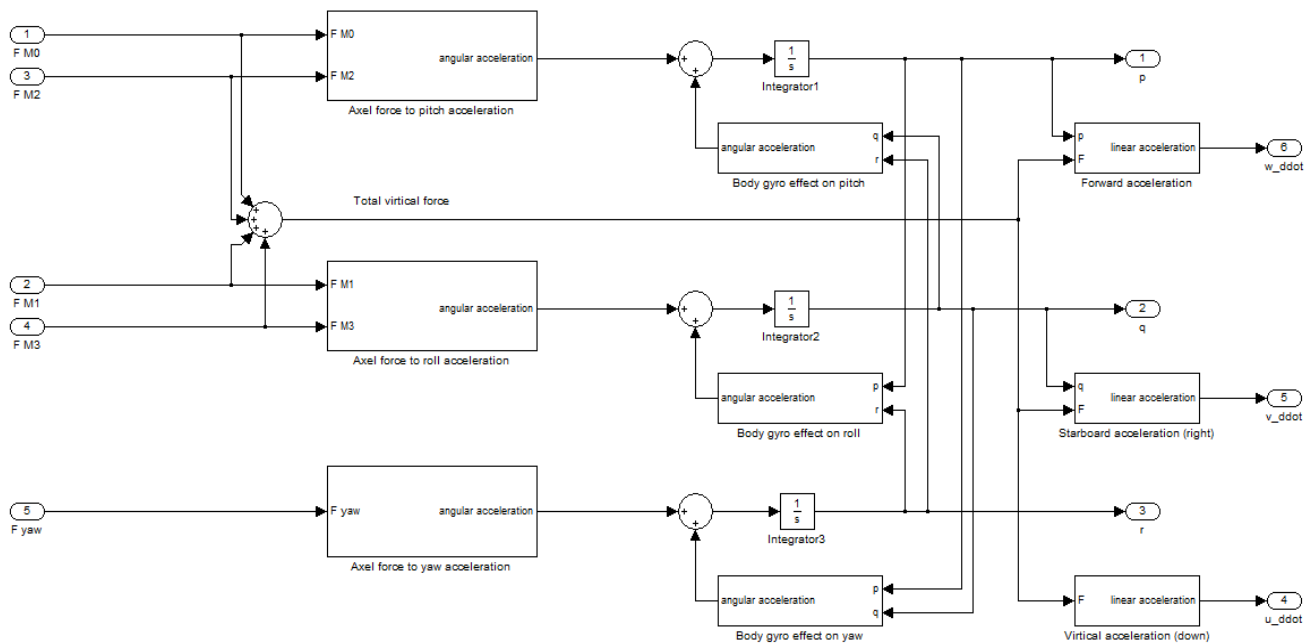 1
F M0
3
F M2
F M0
F M2
angular acceleration
Axel force to pitch acceleration
+
+
1
s
Integrator1
1
p
angular acceleration
q
r
Body gyro effect on pitch
p
F
linear acceleration
Forward acceleration
6
w_ddot
Total virtical force
+
+
+
+
2
F M1
4
F M3
F M1
F M3
angular acceleration
Axel force to roll acceleration
+
+
1
s
Integrator2
2
q
angular acceleration
p
r
Body gyro effect on roll
q
F
linear acceleration
Starboard acceleration (right)
5
v_ddot
5
F yaw
F yaw
angular acceleration
Axel force to yaw acceleration
+
+
1
s
Integrator3
3
r
angular acceleration
p
q
Body gyro effect on yaw
F
linear acceleration
Virtical acceleration (down)
4
u_ddot